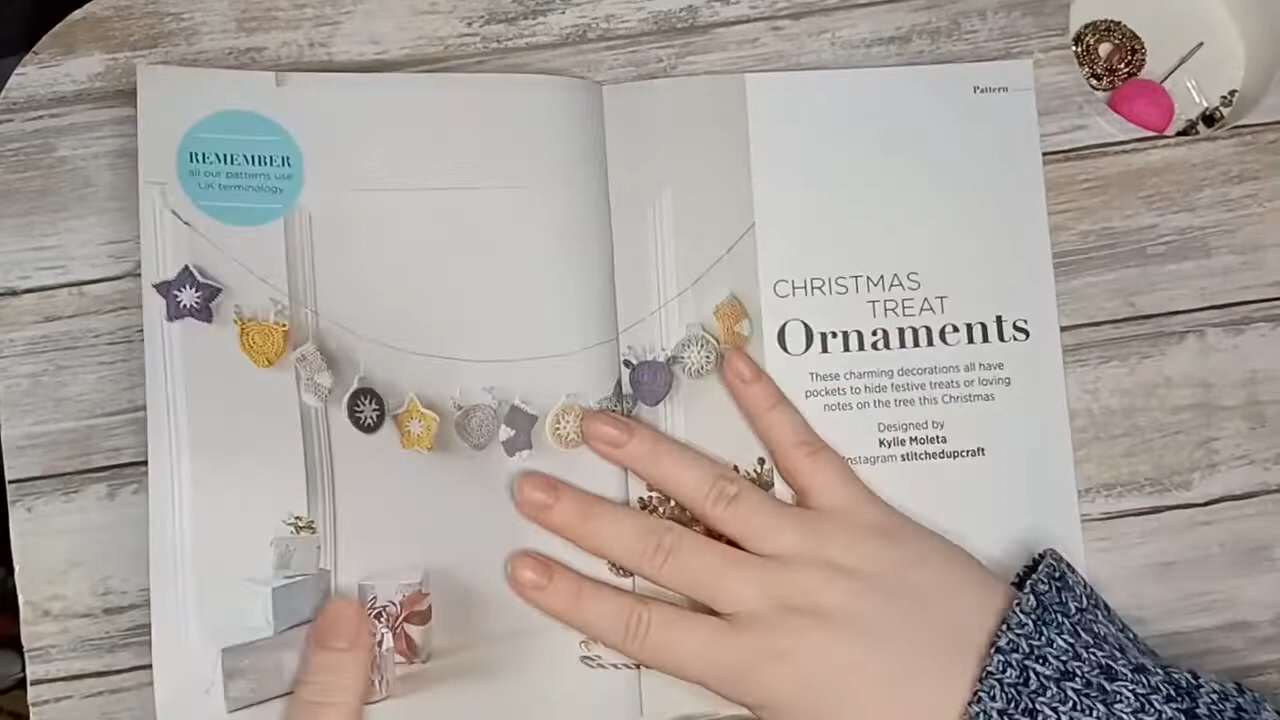 REMEMBER
all our patterns use
UK terminology
Pattern
CHRISTMAS
TREAT
Ornaments
These charming decorations all have
pockets to hide festive treats or loving
notes on the tree this Christmas
Designed by
Kylie Moleta
Instagram stitchedupcraft